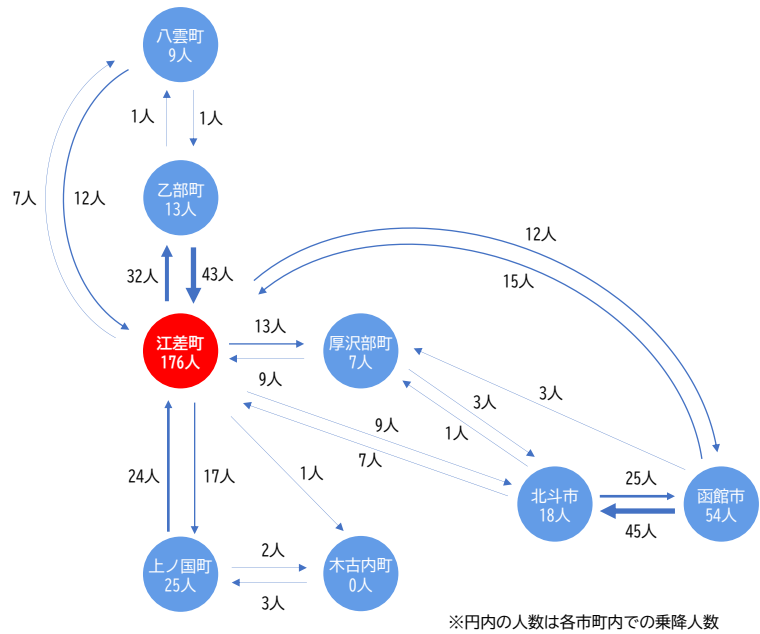 八雲町
9人
1人
1人
7人
12人
乙部町
13人
32人
43人
12人
15人
江差町
176人
13人
9人
厚沢部町
7人
3人
1人
3人
9人
7人
24人
17人
1人
北斗市
18人
25人
45人
函館市
54人
上ノ国町
25人
2人
3人
木古内町
0人
※円内の人数は各市町内での乗降人数